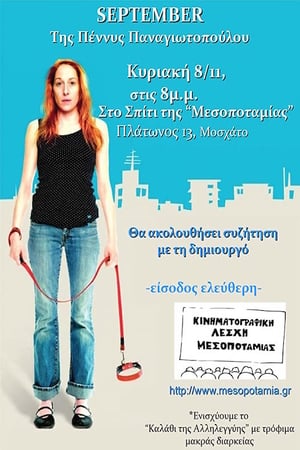 SEPTEMBER
Της Πέννυς Παναγιωτοπούλου
Κυριακή 8/11,
στις 8μ.μ.
Στο Σπίτι της “Μεσοποταμίας”
Πλάτωνος 13, Μοσχάτο
Θα ακολουθήσει συζήτηση
με τη δημιουργό
-είσοδος ελεύθερη-
ΚΙΝΗΜΑΤΟΓΡΑΦΙΚΗ
ΛΕΣΧΗ
ΜΕΣΟΠΟΤΑΜΙΑΣ
http://www.mesopotamia.gr
*Ενισχύουμε το
“Καλάθι της Αλληλεγγύης” με τρόφιμα
μακράς διαρκείας